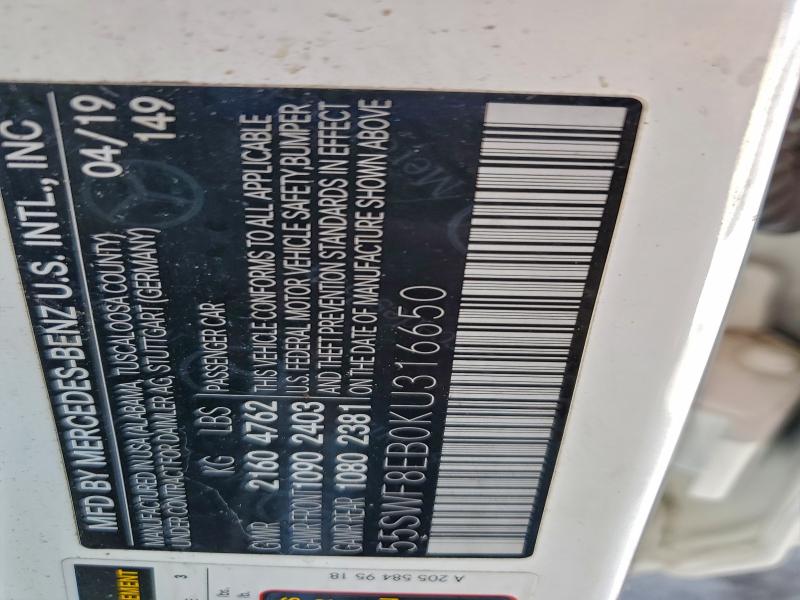 MFD BY MERCEDES-BENZ U.S. INTL., INC
MANUFACTURED IN USA (ALABAMA, TUSCALOOSA COUNTY) 04/19
UNDER CONTRACT FOR DAIMLER AG, STUTTGART (GERMANY) 149
KG LBS PASSENGER CAR
GVWR 2160 4762 THIS VEHICLE CONFORMS TO ALL APPLICABLE
GAWR FRONT 1090 2403 U.S. FEDERAL MOTOR VEHICLE SAFETY, BUMPER,
GAWR REAR 1080 2381 AND THEFT PREVENTION STANDARDS IN EFFECT
ON THE DATE OF MANUFACTURE SHOWN ABOVE
55SWF8EB0KU316650
A 205 584 95 18
3
lbs.